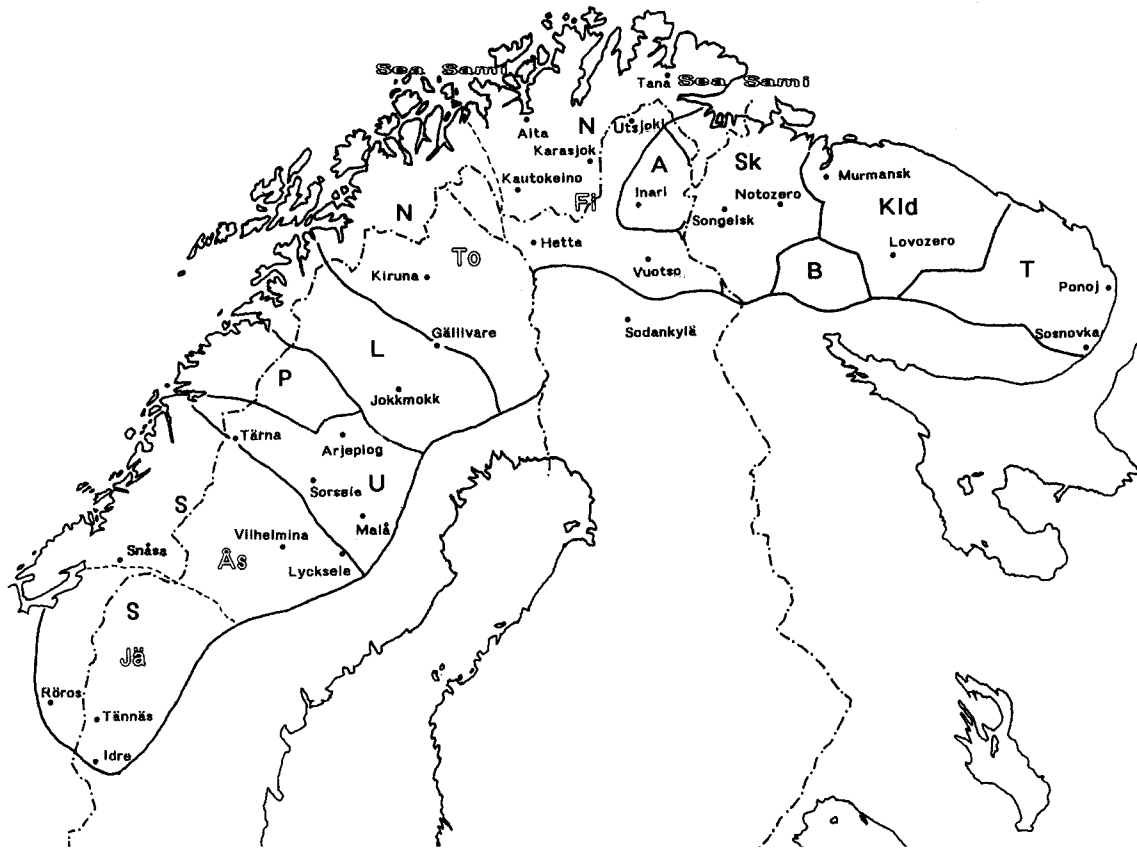 Sea Sami
Tana
Sea Sami
Alta
N
Utsjoki
Karasjok
A
Sk
Murmansk
Kautokeino
Fi
Inari
Notozero
Kld
N
Songelsk
To
Hetta
Lovozero
Kiruna
Vuotso
B
T
Ponoj
Sodankylä
Gällivare
Sosnovka
L
P
Jokkmokk
Tärna
Arjeplog
Sorsele
U
S
Malå
Vilhelmina
Snåsa
Ås
Lycksele
S
Jä
Röros
Tännäs
Idre